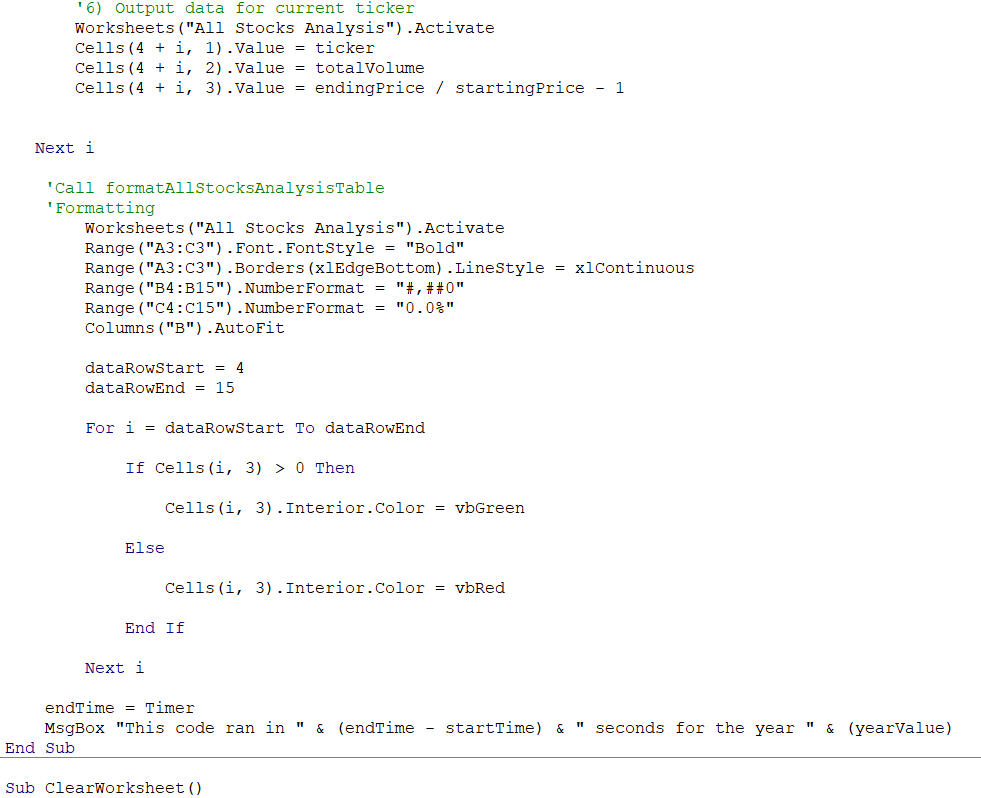 '6) Output data for current ticker
Worksheets("All Stocks Analysis").Activate
Cells(4 + i, 1).Value = ticker
Cells(4 + i, 2).Value = totalVolume
Cells(4 + i, 3).Value = endingPrice / startingPrice - 1
Next i
'Call formatAllStocksAnalysisTable
'Formatting
Worksheets("All Stocks Analysis").Activate
Range("A3:C3").Font.FontStyle = "Bold"
Range("A3:C3").Borders(xlEdgeBottom).LineStyle = xlContinuous
Range("B4:B15").NumberFormat = "#,##0"
Range("C4:C15").NumberFormat = "0.0%"
Columns("B").AutoFit
dataRowStart = 4
dataRowEnd = 15
For i = dataRowStart To dataRowEnd
If Cells(i, 3) > 0 Then
Cells(i, 3).Interior.Color = vbGreen
Else
Cells(i, 3).Interior.Color = vbRed
End If
Next i
endTime = Timer
MsgBox "This code ran in " & (endTime - startTime) & " seconds for the year " & (yearValue)
End Sub
Sub ClearWorksheet()